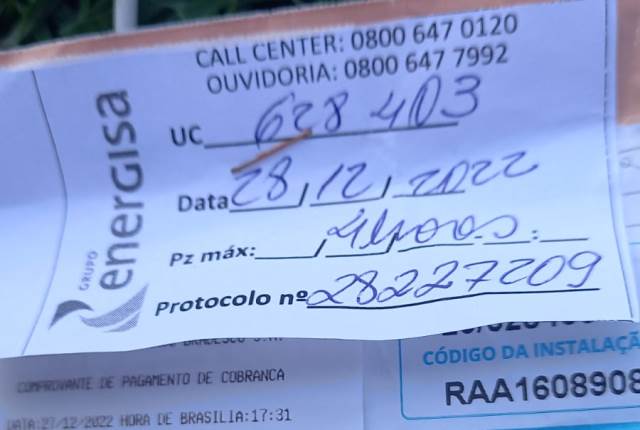 CALL CENTER: 0800 647 0120
OUVIDORIA: 0800 647 7992
GRUPO
energisa
UC 628 403
Data 28/12/2022
Pz máx: 4horas
Protocolo nº 28227209
COMPROVANTE DE PAGAMENTO DE COBRANCA
DATA:27/12/2022 HORA DE BRASILIA:17:31
CÓDIGO DA INSTALAÇÃ
RAA1608908